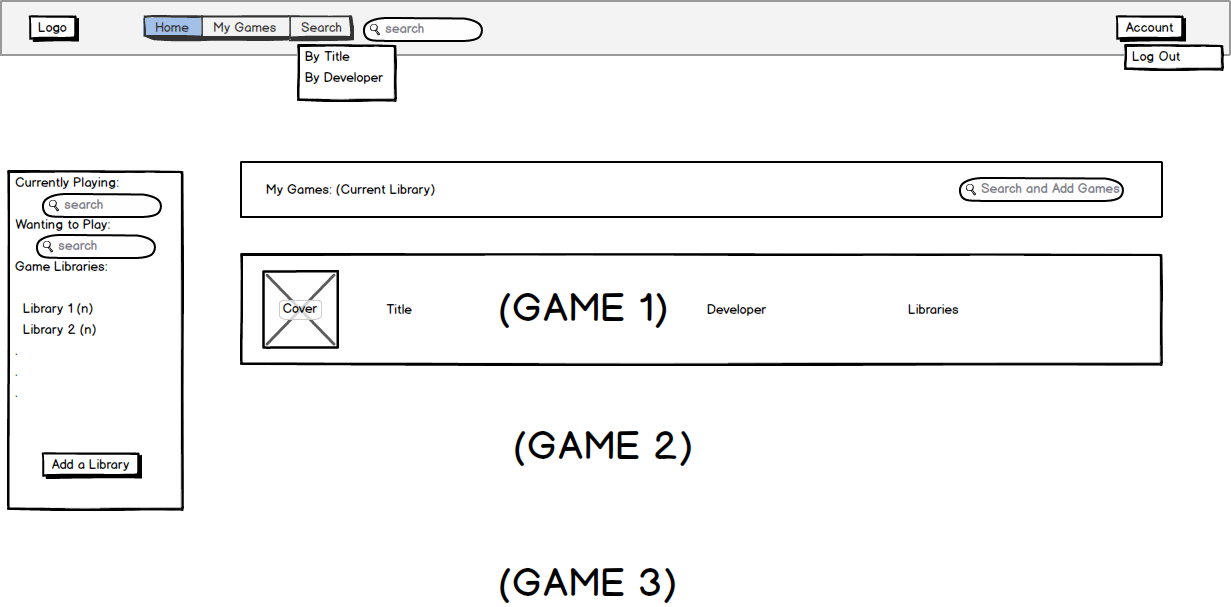 Logo
Home My Games Search search
Account
By Title
By Developer
Log Out
Currently Playing:
search
Wanting to Play:
search
Game Libraries:
Library 1 (n)
Library 2 (n)
.
.
.
Add a Library
My Games: (Current Library) Search and Add Games
Cover Title (GAME 1) Developer Libraries
(GAME 2)
(GAME 3)